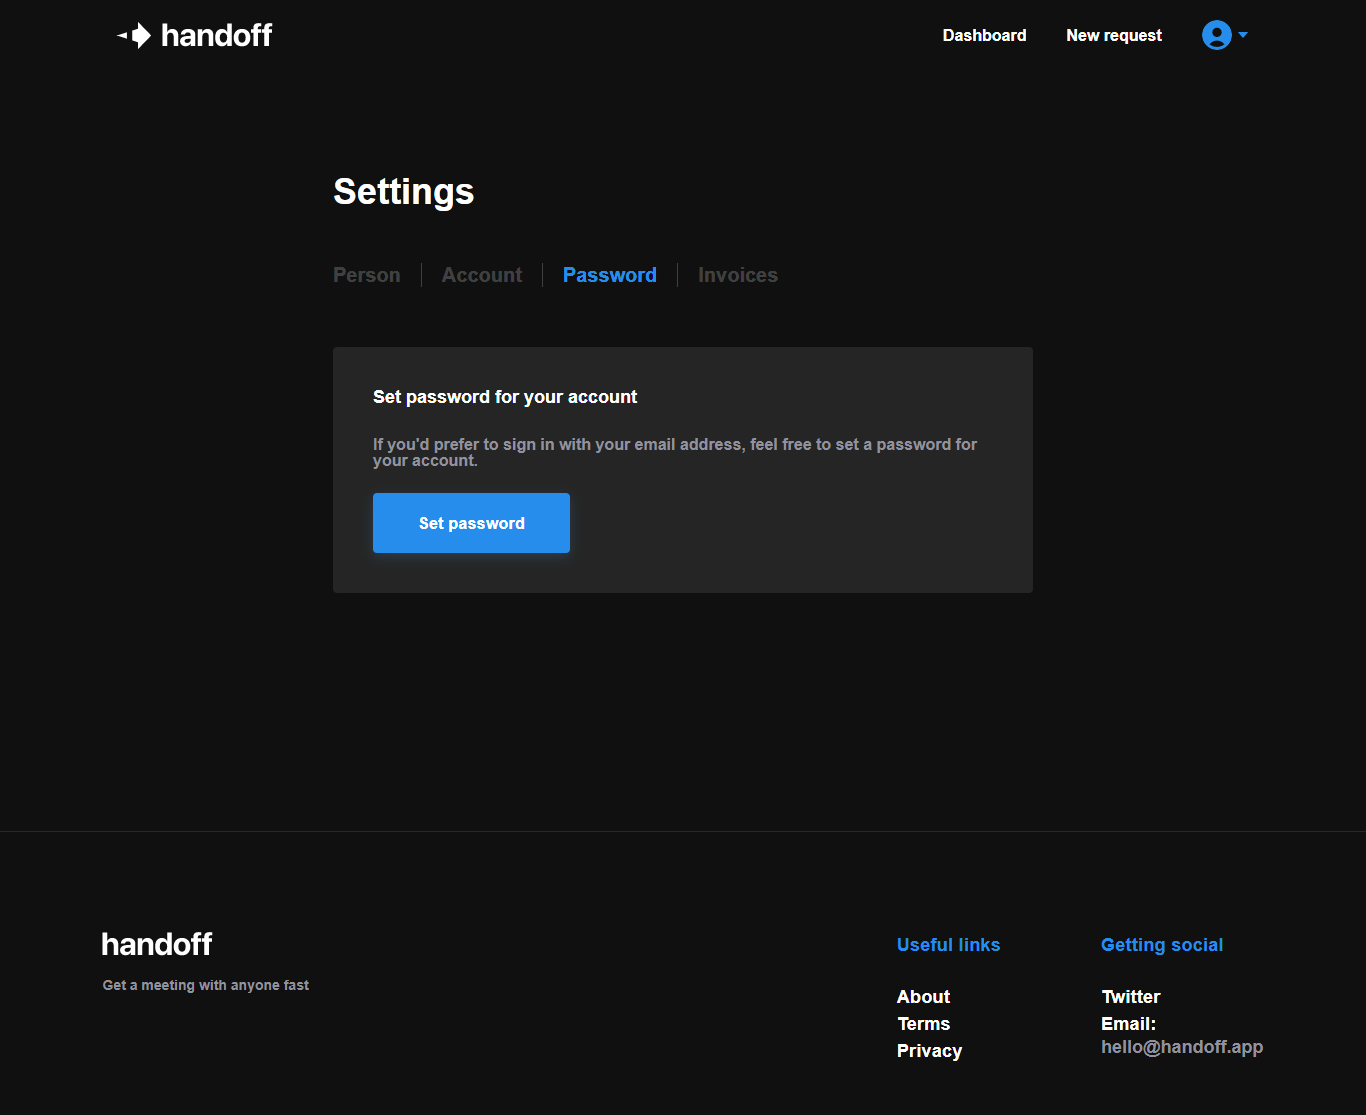 handoff
Dashboard
New request
Settings
Person
Account
Password
Invoices
Set password for your account
If you'd prefer to sign in with your email address, feel free to set a password for
your account.
Set password
handoff
Get a meeting with anyone fast
Useful links
About
Terms
Privacy
Getting social
Twitter
Email:
hello@handoff.app